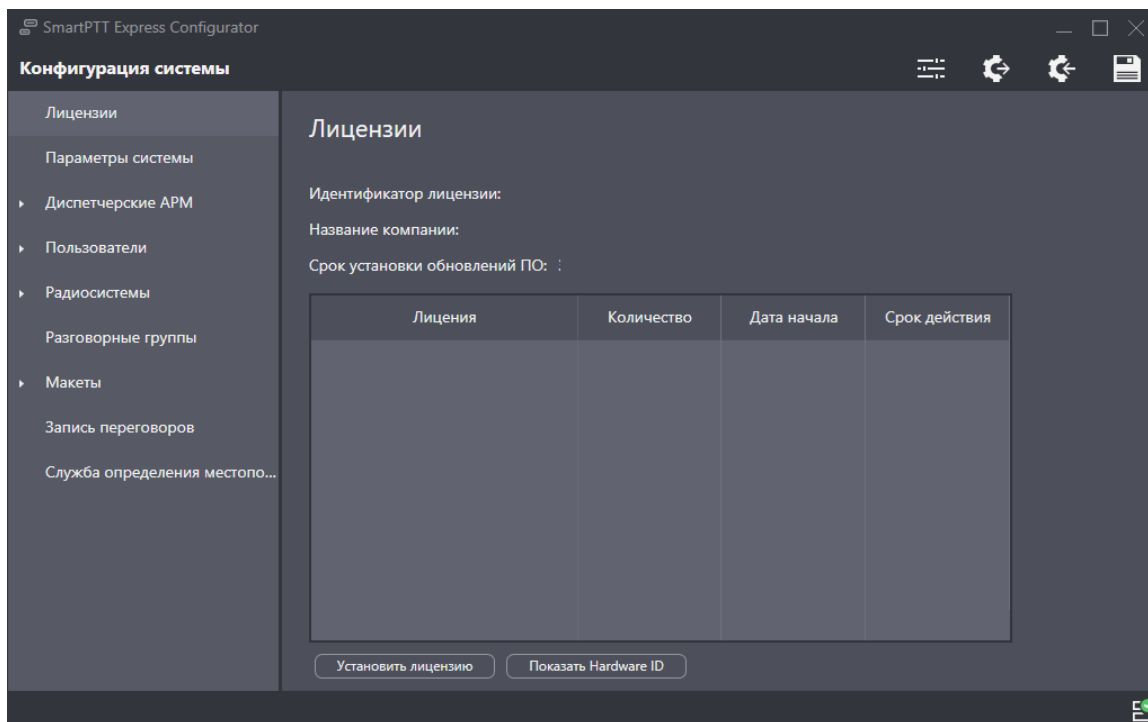 SmartPTT Express Configurator
Конфигурация системы
Лицензии
Параметры системы
Диспетчерские АРМ
Пользователи
Радиосистемы
Разговорные группы
Макеты
Запись переговоров
Служба определения местопо...
Лицензии
Идентификатор лицензии:
Название компании:
Срок установки обновлений ПО: :
Лицения Количество Дата начала Срок действия
Установить лицензию Показать Hardware ID